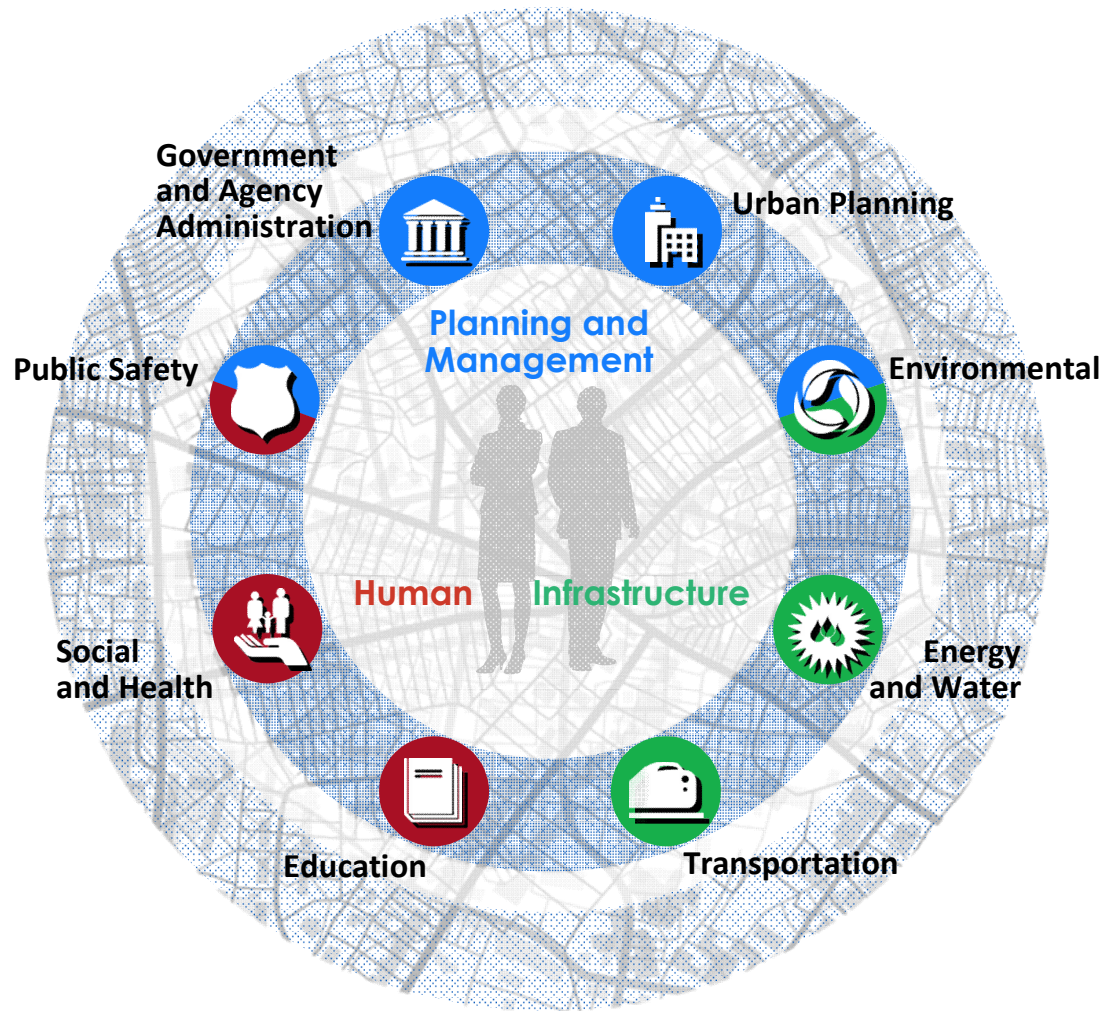 Government
and Agency
Administration
Urban Planning
Planning and
Management
Public Safety
Environmental
Human
Infrastructure
Social
and Health
Energy
and Water
Education
Transportation